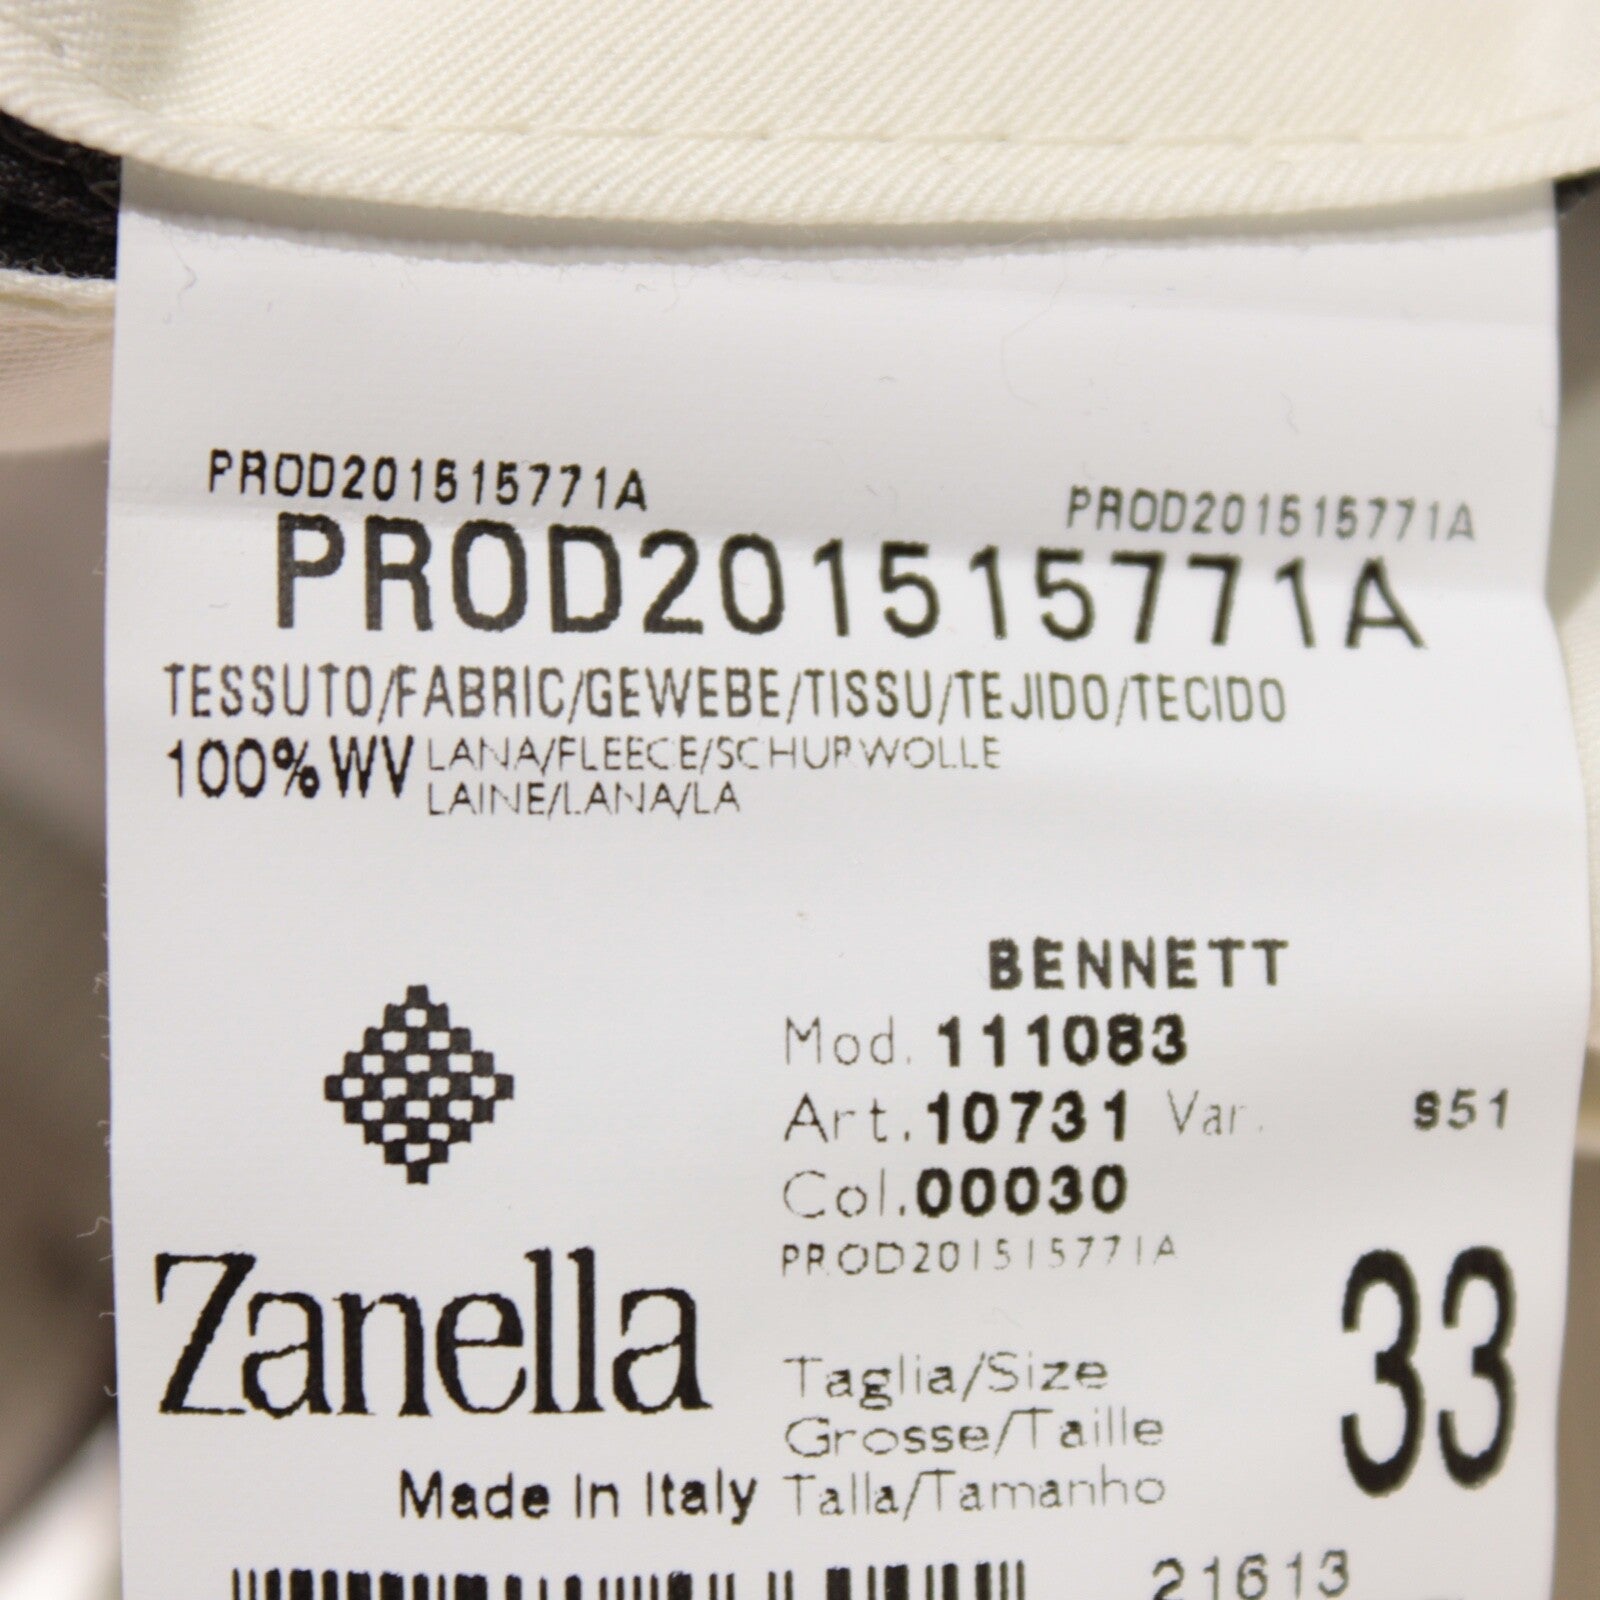 PROD201515771A
PROD201515771A
PROD201515771A
TESSUTO/FABRIC/GEWEBE/TISSU/TEJIDO/TECIDO
100%WV LANA/FLEECE/SCHURWOLLE
LAINE/LANA/LA
BENNETT
Mod. 111083
Art. 10731 Var. 951
Col. 00030
PROD201515771A
Zanella
Made In Italy
Taglia/Size
Grosse/Taille
Talla/Tamanho
33
21613